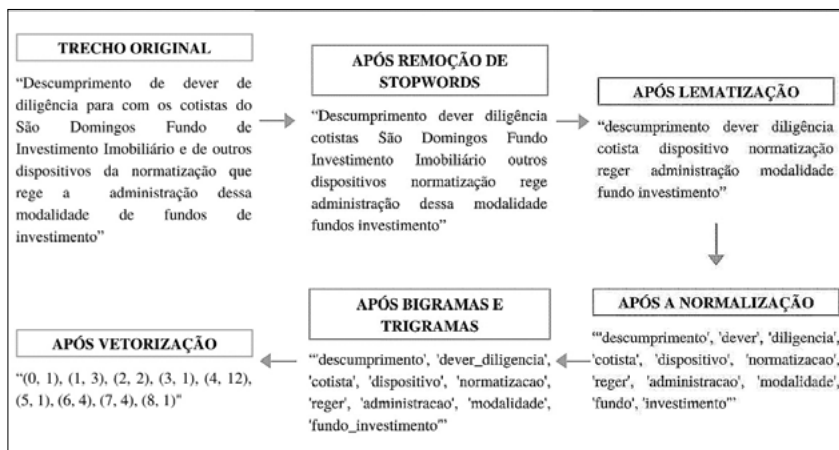 TRECHO ORIGINAL
“Descumprimento de dever de
diligência para com os cotistas do
São Domingos Fundo de
Investimento Imobiliário e de outros
dispositivos da normatização que
rege a administração dessa
modalidade de fundos de
investimento”
APÓS REMOÇÃO DE
STOPWORDS
“Descumprimento dever diligência
cotistas São Domingos Fundo
Investimento Imobiliário outros
dispositivos normatização rege
administração dessa modalidade
fundos investimento”
APÓS LEMATIZAÇÃO
“descumprimento dever diligência
cotista dispositivo normatização
reger administração modalidade
fundo investimento”
APÓS A NORMALIZAÇÃO
“'descumprimento', 'dever', 'diligencia',
'cotista', 'dispositivo', 'normatizacao',
'reger', 'administracao', 'modalidade',
'fundo', 'investimento'”
APÓS BIGRAMAS E
TRIGRAMAS
“'descumprimento', 'dever_diligencia',
'cotista', 'dispositivo', 'normatizacao',
'reger', 'administracao', 'modalidade',
'fundo_investimento'”
APÓS VETORIZAÇÃO
“(0, 1), (1, 3), (2, 2), (3, 1), (4, 12),
(5, 1), (6, 4), (7, 4), (8, 1)"